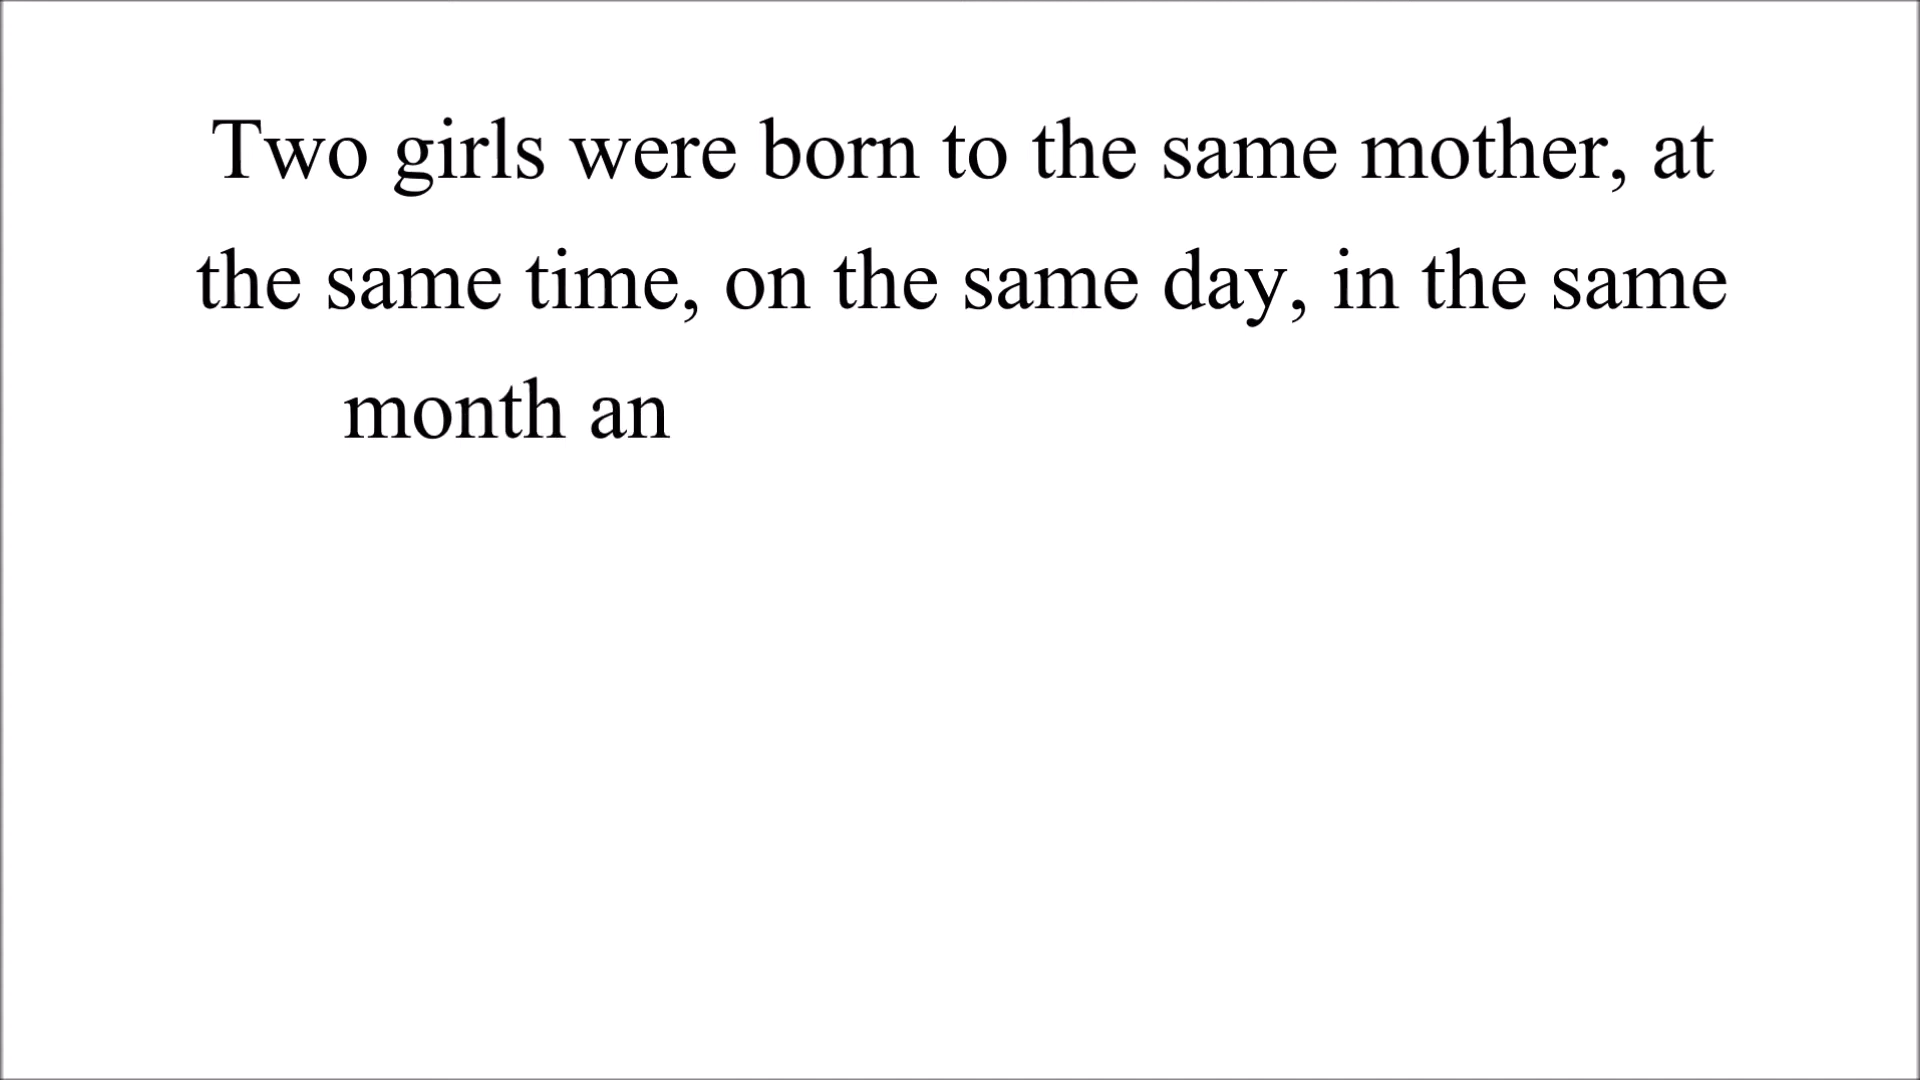 Two girls were born to the same mother, at
the same time, on the same day, in the same
month an